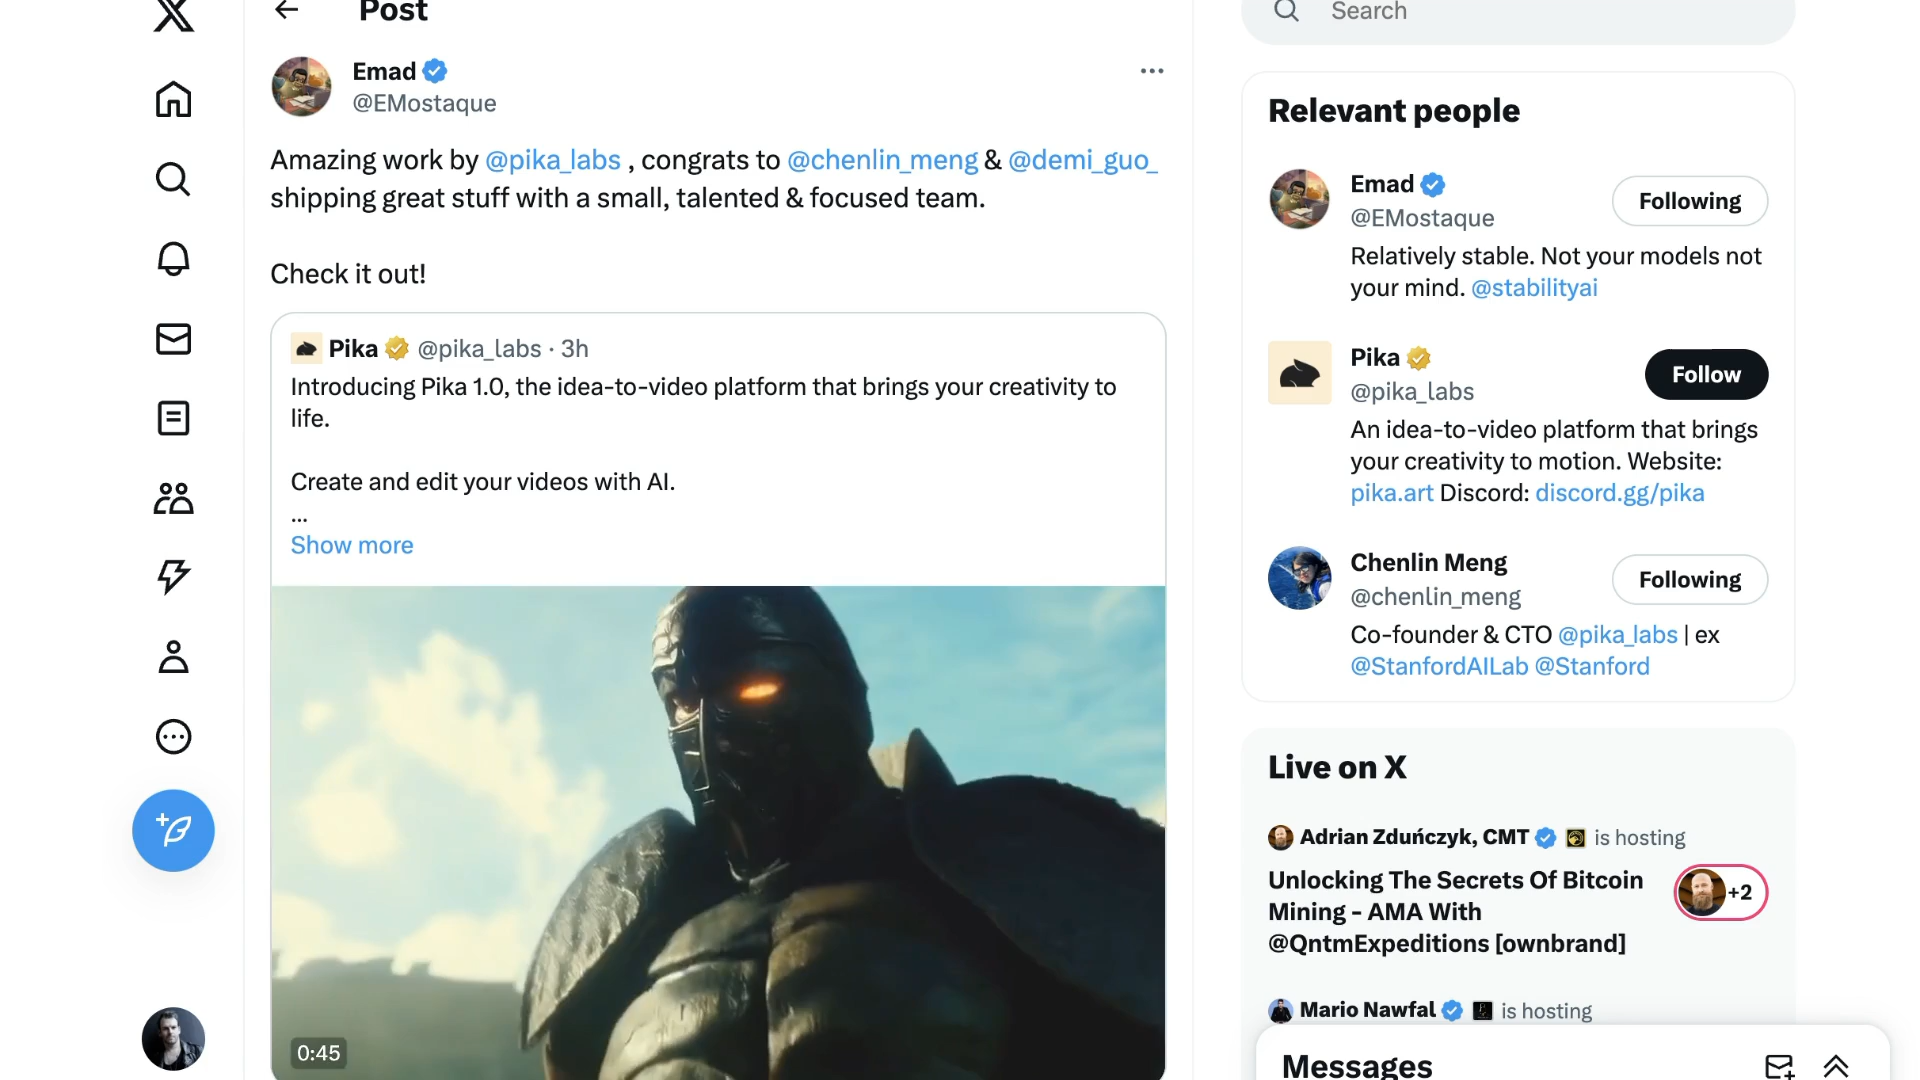 Post
Emad
@EMostaque
Amazing work by @pika_labs , congrats to @chenlin_meng & @demi_guo_
shipping great stuff with a small, talented & focused team.
Check it out!
Pika @pika_labs · 3h
Introducing Pika 1.0, the idea-to-video platform that brings your creativity to
life.
Create and edit your videos with AI.
...
Show more
0:45
Search
Relevant people
Emad
@EMostaque
Following
Relatively stable. Not your models not
your mind. @stabilityai
Pika
@pika_labs
Follow
An idea-to-video platform that brings
your creativity to motion. Website:
pika.art Discord: discord.gg/pika
Chenlin Meng
@chenlin_meng
Following
Co-founder & CTO @pika_labs | ex
@StanfordAILab @Stanford
Live on X
Adrian Zduńczyk, CMT is hosting
Unlocking The Secrets Of Bitcoin
Mining - AMA With
@QntmExpeditions [ownbrand]
+2
Mario Nawfal is hosting
Messages